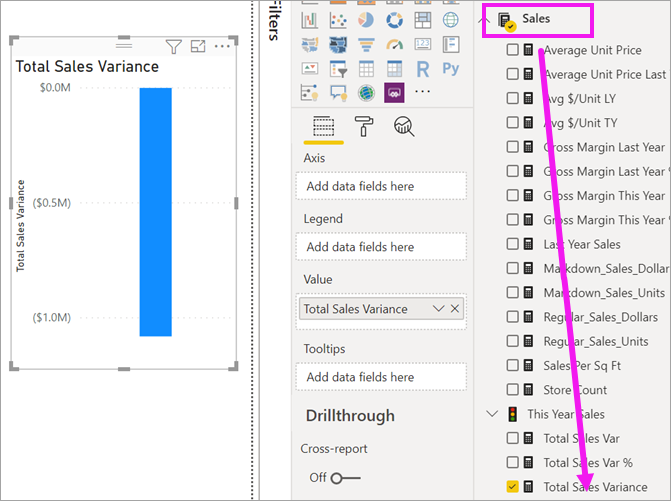 Total Sales Variance
$0.0M
($0.5M)
($1.0M)
Total Sales Variance
Filters
R
Py
123
Axis
Add data fields here
Legend
Add data fields here
Value
Total Sales Variance
Tooltips
Add data fields here
Drillthrough
Cross-report
Off
Sales
Average Unit Price
Average Unit Price Last
Avg $/Unit LY
Avg $/Unit TY
Gross Margin Last Year
Gross Margin Last Year %
Gross Margin This Year
Gross Margin This Year %
Last Year Sales
Markdown_Sales_Dollar
Markdown_Sales_Units
Regular_Sales_Dollars
Regular_Sales_Units
Sales Per Sq Ft
Store Count
This Year Sales
Total Sales Var
Total Sales Var %
Total Sales Variance